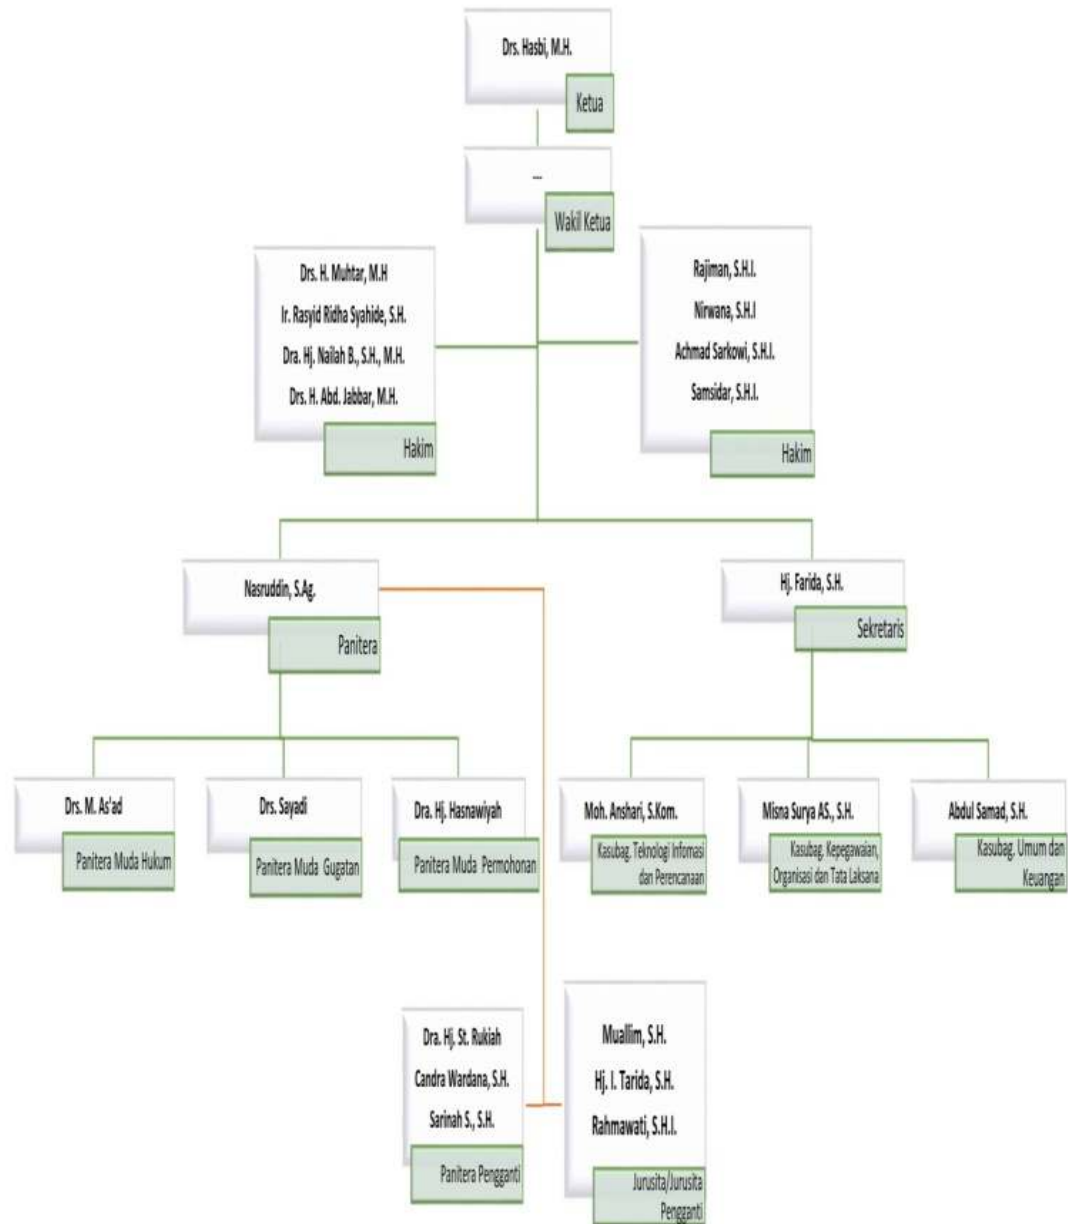 Drs. Hasbi, M.H.
Ketua
---
Wakil Ketua
Drs. H. Muhtar, M.H
Ir. Rasyid Ridha Syahide, S.H.
Dra. Hj. Nailah B., S.H., M.H.
Drs. H. Abd. Jabbar, M.H.
Hakim
Rajiman, S.H.I.
Nirwana, S.H.I
Achmad Sarkowi, S.H.I.
Samsidar, S.H.I.
Hakim
Nasruddin, S.Ag.
Panitera
Hj. Farida, S.H.
Sekretaris
Drs. M. As'ad
Panitera Muda Hukum
Drs. Sayadi
Panitera Muda Gugatan
Dra. Hj. Hasnawiyah
Panitera Muda Permohonan
Moh. Anshari, S.Kom.
Kasubag. Teknologi Infomasi
dan Perencanaan
Misna Surya AS., S.H.
Kasubag. Kepegawaian,
Organisasi dan Tata Laksana
Abdul Samad, S.H.
Kasubag. Umum dan
Keuangan
Dra. Hj. St. Rukiah
Candra Wardana, S.H.
Sarinah S., S.H.
Panitera Pengganti
Muallim, S.H.
Hj. I. Tarida, S.H.
Rahmawati, S.H.I.
Jurusita/Jurusita
Pengganti